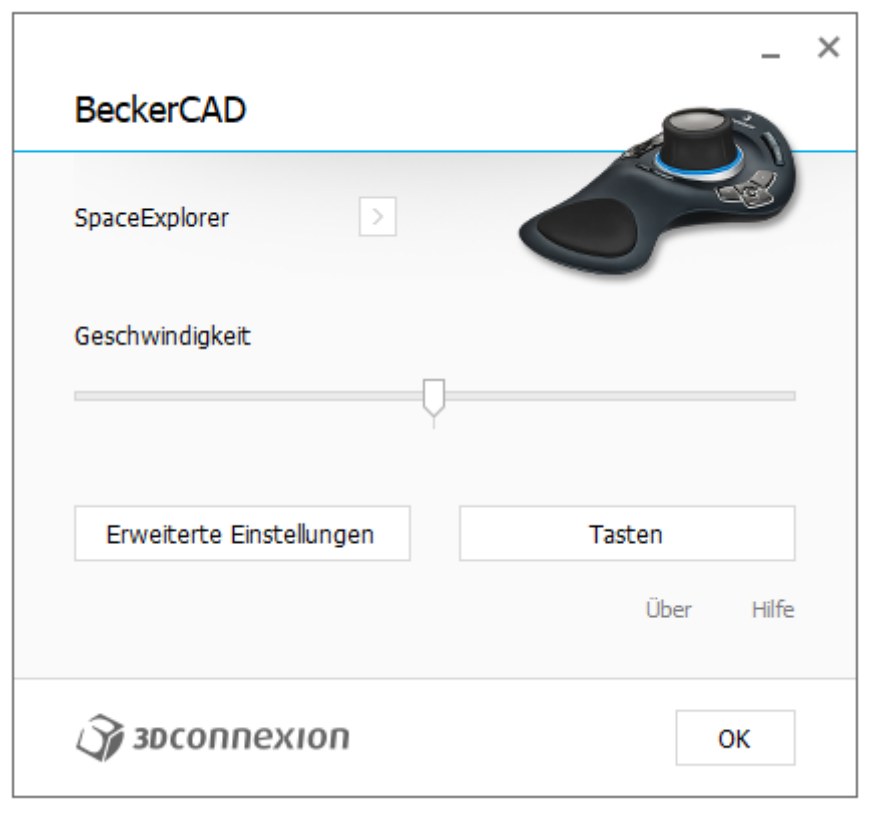 BeckerCAD
SpaceExplorer
Geschwindigkeit
Erweiterte Einstellungen Tasten
Über Hilfe
3Dconnexion OK